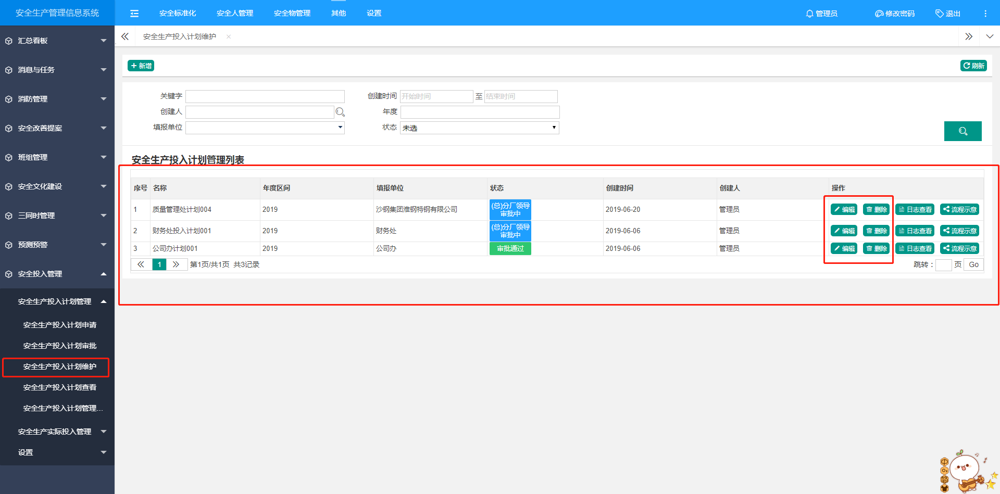 安全生产管理信息系统
安全标准化 安全人管理 安全物管理 其他 设置
管理员 修改密码 退出
汇总看板
消息与任务
消防管理
安全改善提案
班组管理
安全文化建设
三同时管理
预测预警
安全投入管理
安全生产投入计划管理
安全生产投入计划申请
安全生产投入计划审批
安全生产投入计划维护
安全生产投入计划查看
安全生产投入计划管理...
安全生产实际投入管理
设置
安全生产投入计划维护 ×
新增 刷新
关键字 创建时间 开始时间 至 结束时间
创建人 年度
填报单位 状态 未选
安全生产投入计划管理列表
序号 名称 年度区间 填报单位 状态 创建时间 创建人 操作
1 质量管理处计划004 2019 沙钢集团淮钢特钢有限公司 (总)分厂领导审批中 2019-06-20 管理员 编辑 删除 日志查看 流程示意
2 财务处投入计划001 2019 财务处 (总)分厂领导审批中 2019-06-06 管理员 编辑 删除 日志查看 流程示意
3 公司办计划001 2019 公司办 审批通过 2019-06-06 管理员 编辑 删除 日志查看 流程示意
1 第1页/共1页 共3记录 跳转： 页 Go
中
简